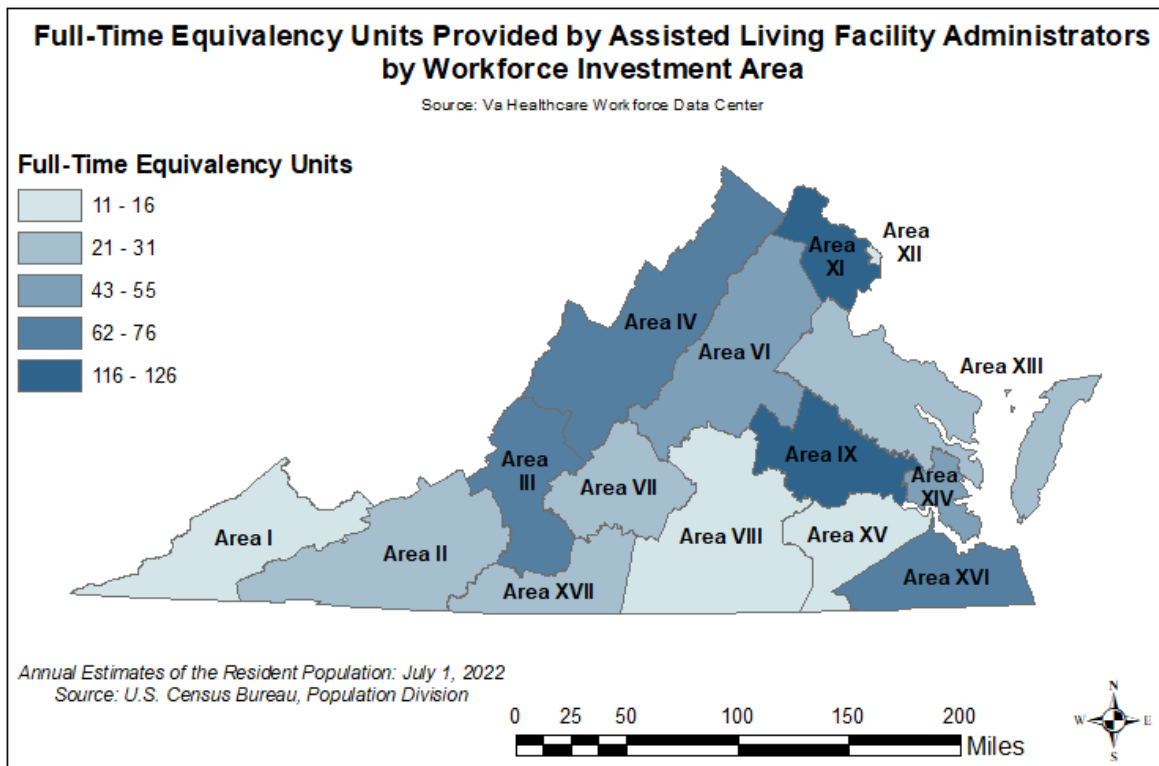 Full-Time Equivalency Units Provided by Assisted Living Facility Administrators
by Workforce Investment Area
Source: Va Healthcare Workforce Data Center
Full-Time Equivalency Units
11 - 16
21 - 31
43 - 55
62 - 76
116 - 126
Area
XI
Area
XII
Area IV
Area VI
Area XIII
Area
III
Area VII
Area IX
Area
XIV
Area I
Area II
Area VIII
Area XV
Area XVII
Area XVI
Annual Estimates of the Resident Population: July 1, 2022
Source: U.S. Census Bureau, Population Division
0 25 50 100 150 200
Miles
N
W E
S